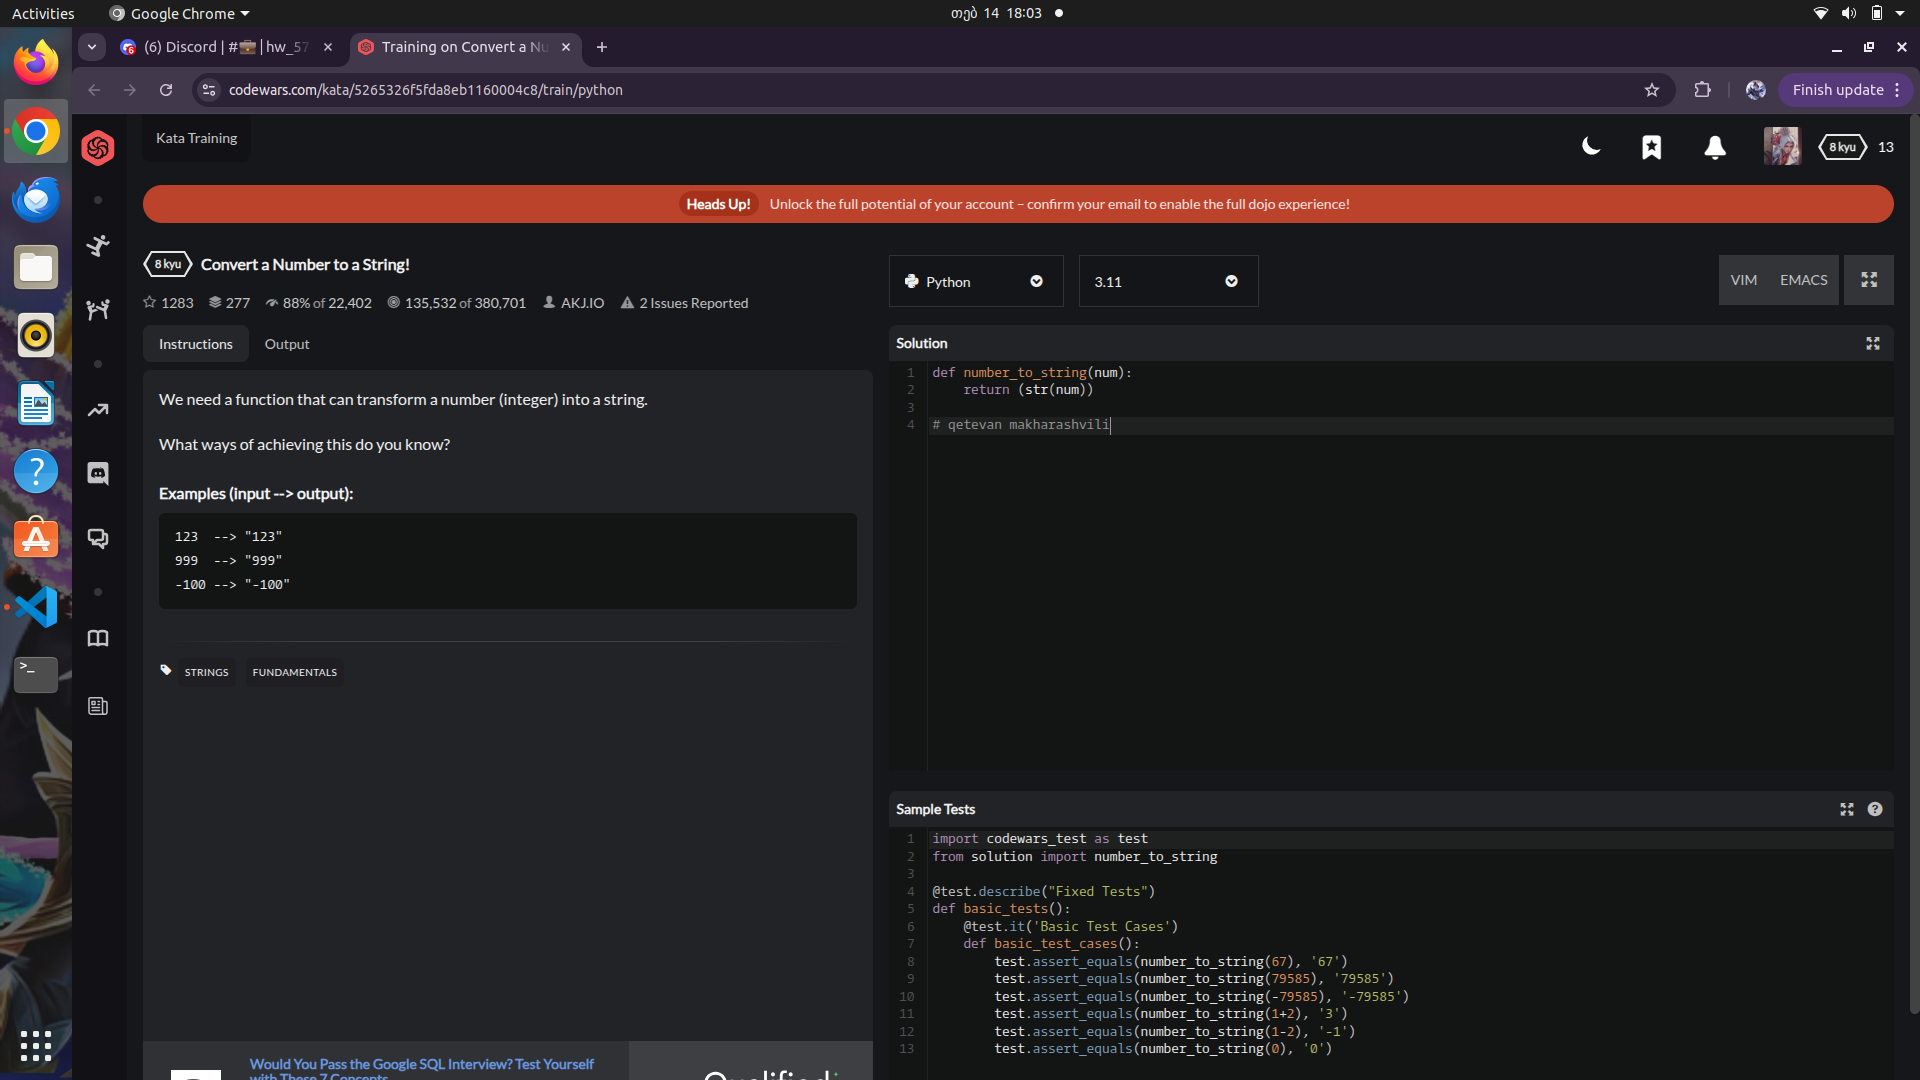 Activities
Google Chrome
თებ 14 18:03
(6) Discord | #💼 | hw_57
Training on Convert a Nu
codewars.com/kata/5265326f5fda8eb1160004c8/train/python
Finish update
Kata Training
8 kyu
13
Heads Up! Unlock the full potential of your account – confirm your email to enable the full dojo experience!
8 kyu
Convert a Number to a String!
1283
277
88% of 22,402
135,532 of 380,701
AKJ.IO
2 Issues Reported
Python
3.11
VIM
EMACS
Instructions
Output
We need a function that can transform a number (integer) into a string.
What ways of achieving this do you know?
Examples (input --> output):
123  --> "123"
999  --> "999"
-100 --> "-100"
STRINGS
FUNDAMENTALS
Would You Pass the Google SQL Interview? Test Yourself
with These 7 Concepts
Qualified
Solution
1 def number_to_string(num):
2     return (str(num))
3
4 # qetevan makharashvili
Sample Tests
1 import codewars_test as test
2 from solution import number_to_string
3
4 @test.describe("Fixed Tests")
5 def basic_tests():
6     @test.it('Basic Test Cases')
7     def basic_test_cases():
8         test.assert_equals(number_to_string(67), '67')
9         test.assert_equals(number_to_string(79585), '79585')
10         test.assert_equals(number_to_string(-79585), '-79585')
11         test.assert_equals(number_to_string(1+2), '3')
12         test.assert_equals(number_to_string(1-2), '-1')
13         test.assert_equals(number_to_string(0), '0')